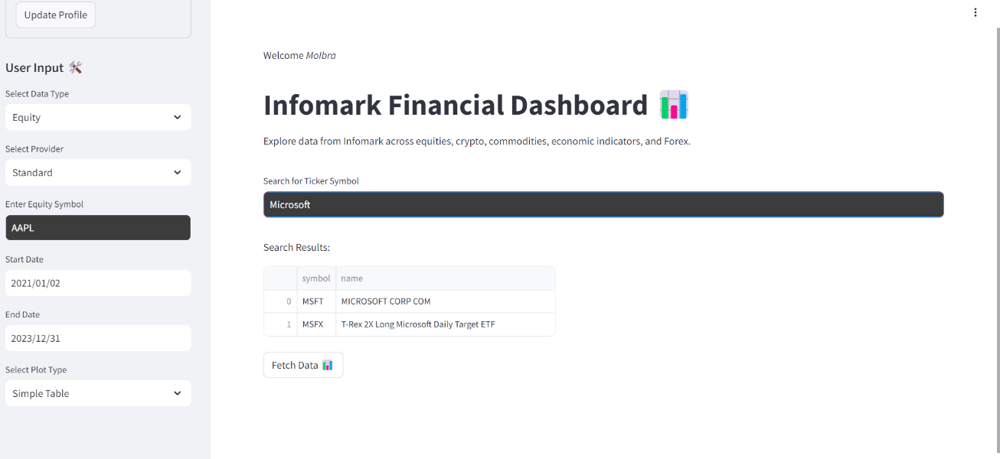 Update Profile
User Input
Select Data Type
Equity
Select Provider
Standard
Enter Equity Symbol
AAPL
Start Date
2021/01/02
End Date
2023/12/31
Select Plot Type
Simple Table
Welcome MoIbra
Infomark Financial Dashboard
Explore data from Infomark across equities, crypto, commodities, economic indicators, and Forex.
Search for Ticker Symbol
Microsoft
Search Results:
symbol name
0 MSFT MICROSOFT CORP COM
1 MSFX T-Rex 2X Long Microsoft Daily Target ETF
Fetch Data